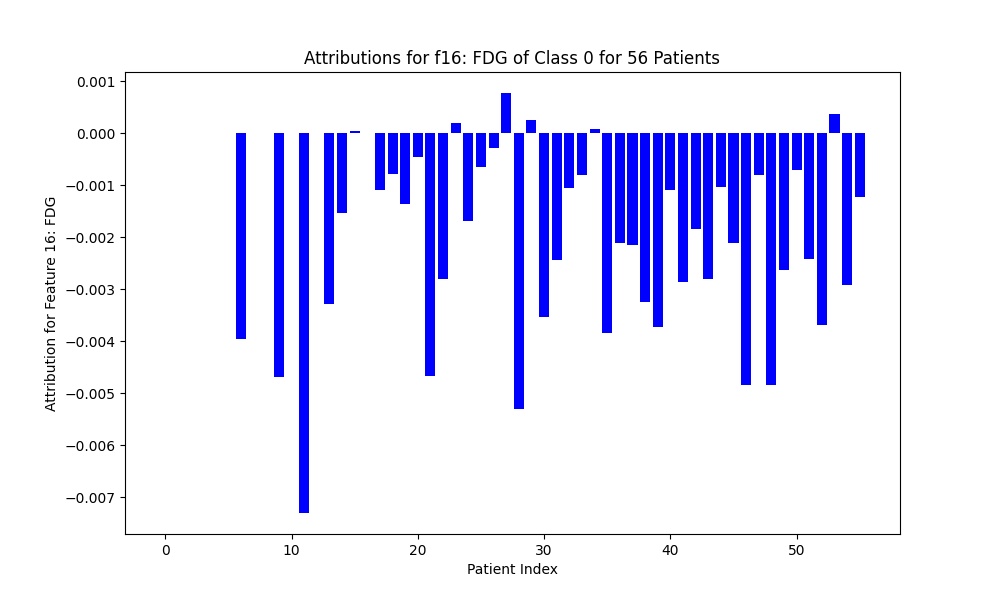 Attributions for f16: FDG of Class 0 for 56 Patients
Attribution for Feature 16: FDG
0.001
0.000
−0.001
−0.002
−0.003
−0.004
−0.005
−0.006
−0.007
0 10 20 30 40 50
Patient Index